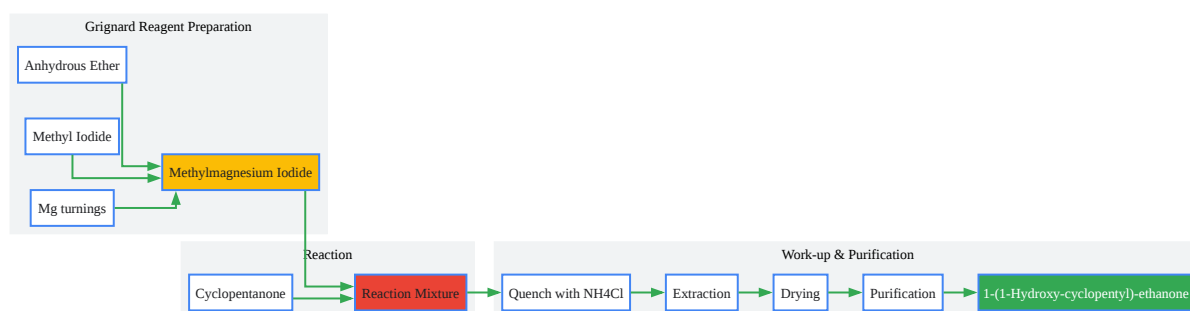 Grignard Reagent Preparation
Anhydrous Ether
Methyl Iodide
Methylmagnesium Iodide
Mg turnings
Reaction
Cyclopentanone
Reaction Mixture
Work-up & Purification
Quench with NH4Cl
Extraction
Drying
Purification
1-(1-Hydroxy-cyclopentyl)-ethanone